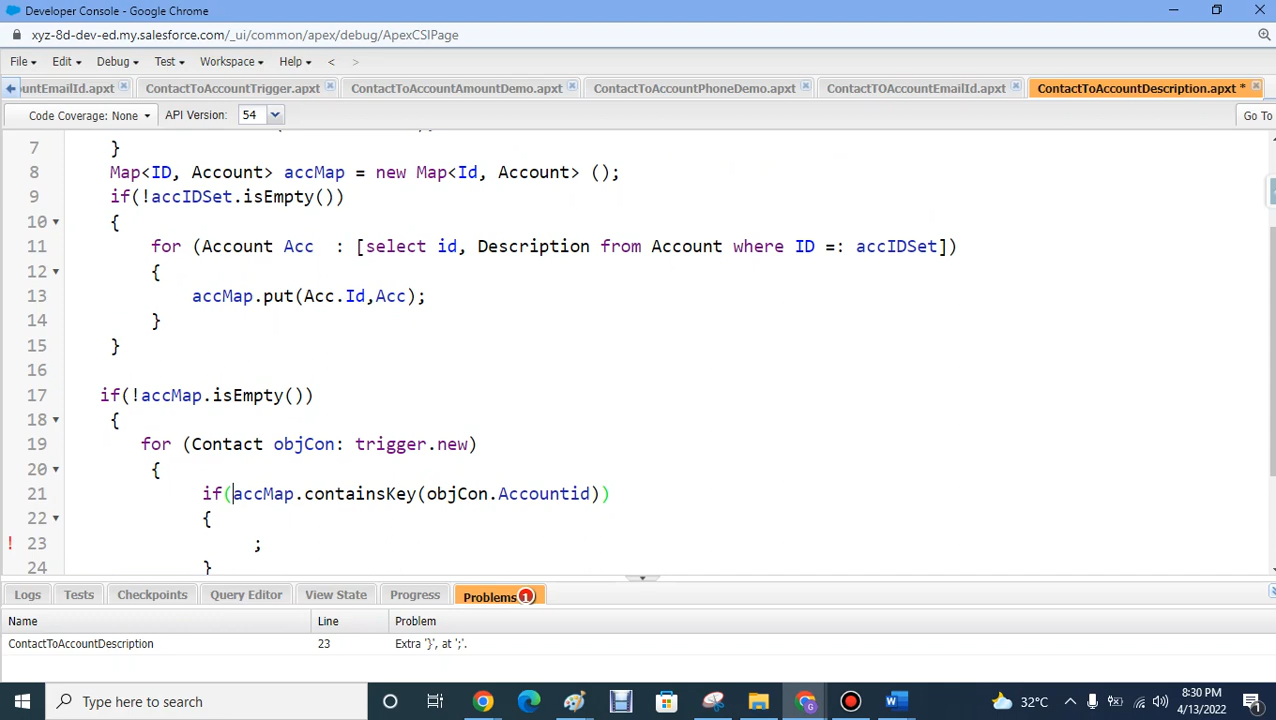 Developer Console - Google Chrome
xyz-8d-dev-ed.my.salesforce.com/_ui/common/apex/debug/ApexCSIPage
File Edit Debug Test Workspace Help < >
ountEmailId.apxt ContactToAccountTrigger.apxt ContactToAccountAmountDemo.apxt ContactToAccountPhoneDemo.apxt ContactTOAccountEmailId.apxt ContactToAccountDescription.apxt *
Code Coverage: None API Version: 54 Go To
7 }
8 Map<ID, Account> accMap = new Map<Id, Account> ();
9 if(!accIDSet.isEmpty())
10 {
11 for (Account Acc : [select id, Description from Account where ID =: accIDSet])
12 {
13 accMap.put(Acc.Id,Acc);
14 }
15 }
16
17 if(!accMap.isEmpty())
18 {
19 for (Contact objCon: trigger.new)
20 {
21 if(accMap.containsKey(objCon.Accountid))
22 {
! 23 ;
24 }
Logs Tests Checkpoints Query Editor View State Progress Problems 1
Name Line Problem
ContactToAccountDescription 23 Extra '}', at ';'.
Type here to search 32°C 8:30 PM
4/13/2022 1